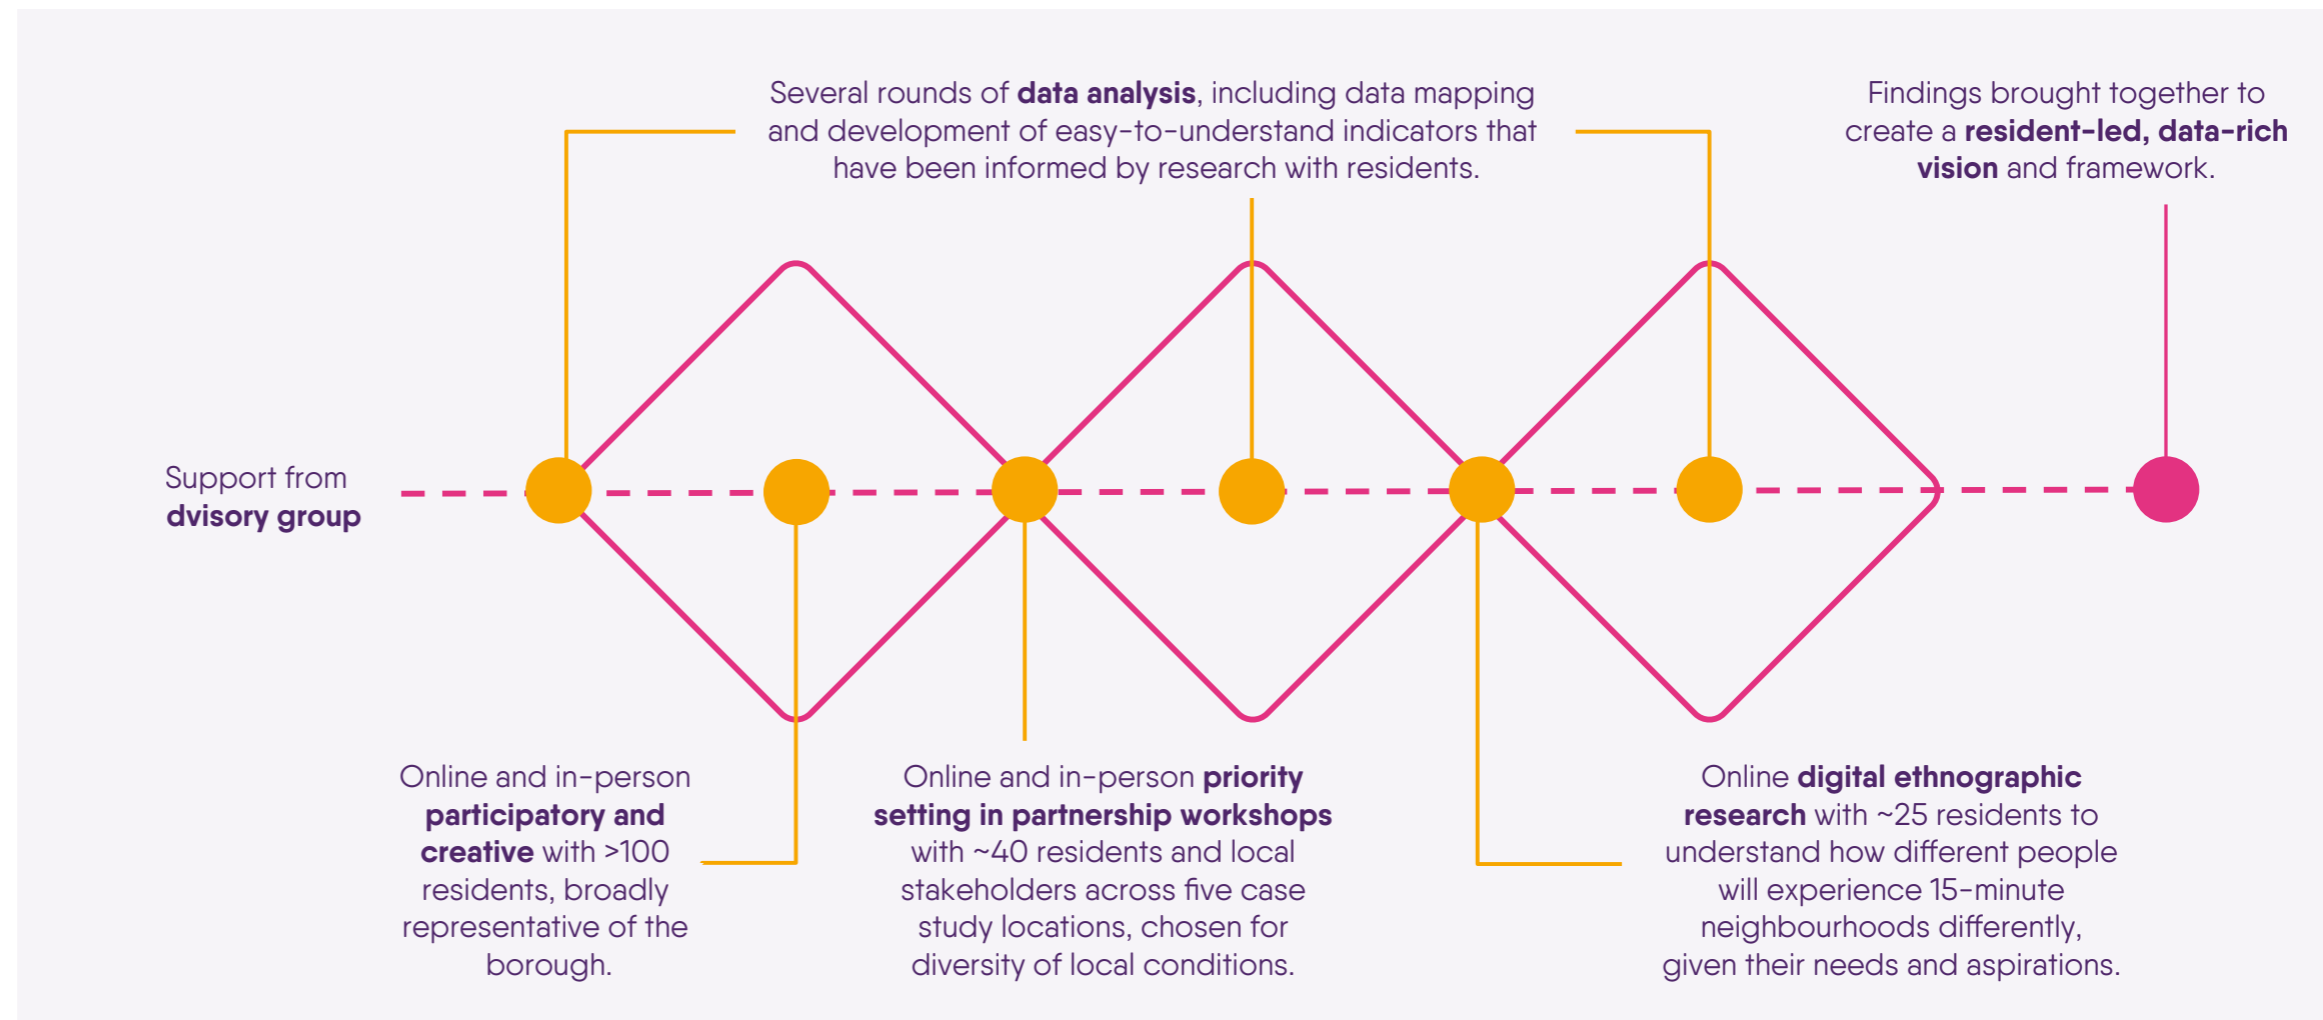 Several rounds of data analysis, including data mapping
and development of easy-to-understand indicators that
have been informed by research with residents.
Findings brought together to
create a resident-led, data-rich
vision and framework.
Support from
dvisory group
Online and in-person
participatory and
creative with >100
residents, broadly
representative of the
borough.
Online and in-person priority
setting in partnership workshops
with ~40 residents and local
stakeholders across five case
study locations, chosen for
diversity of local conditions.
Online digital ethnographic
research with ~25 residents to
understand how different people
will experience 15-minute
neighbourhoods differently,
given their needs and aspirations.